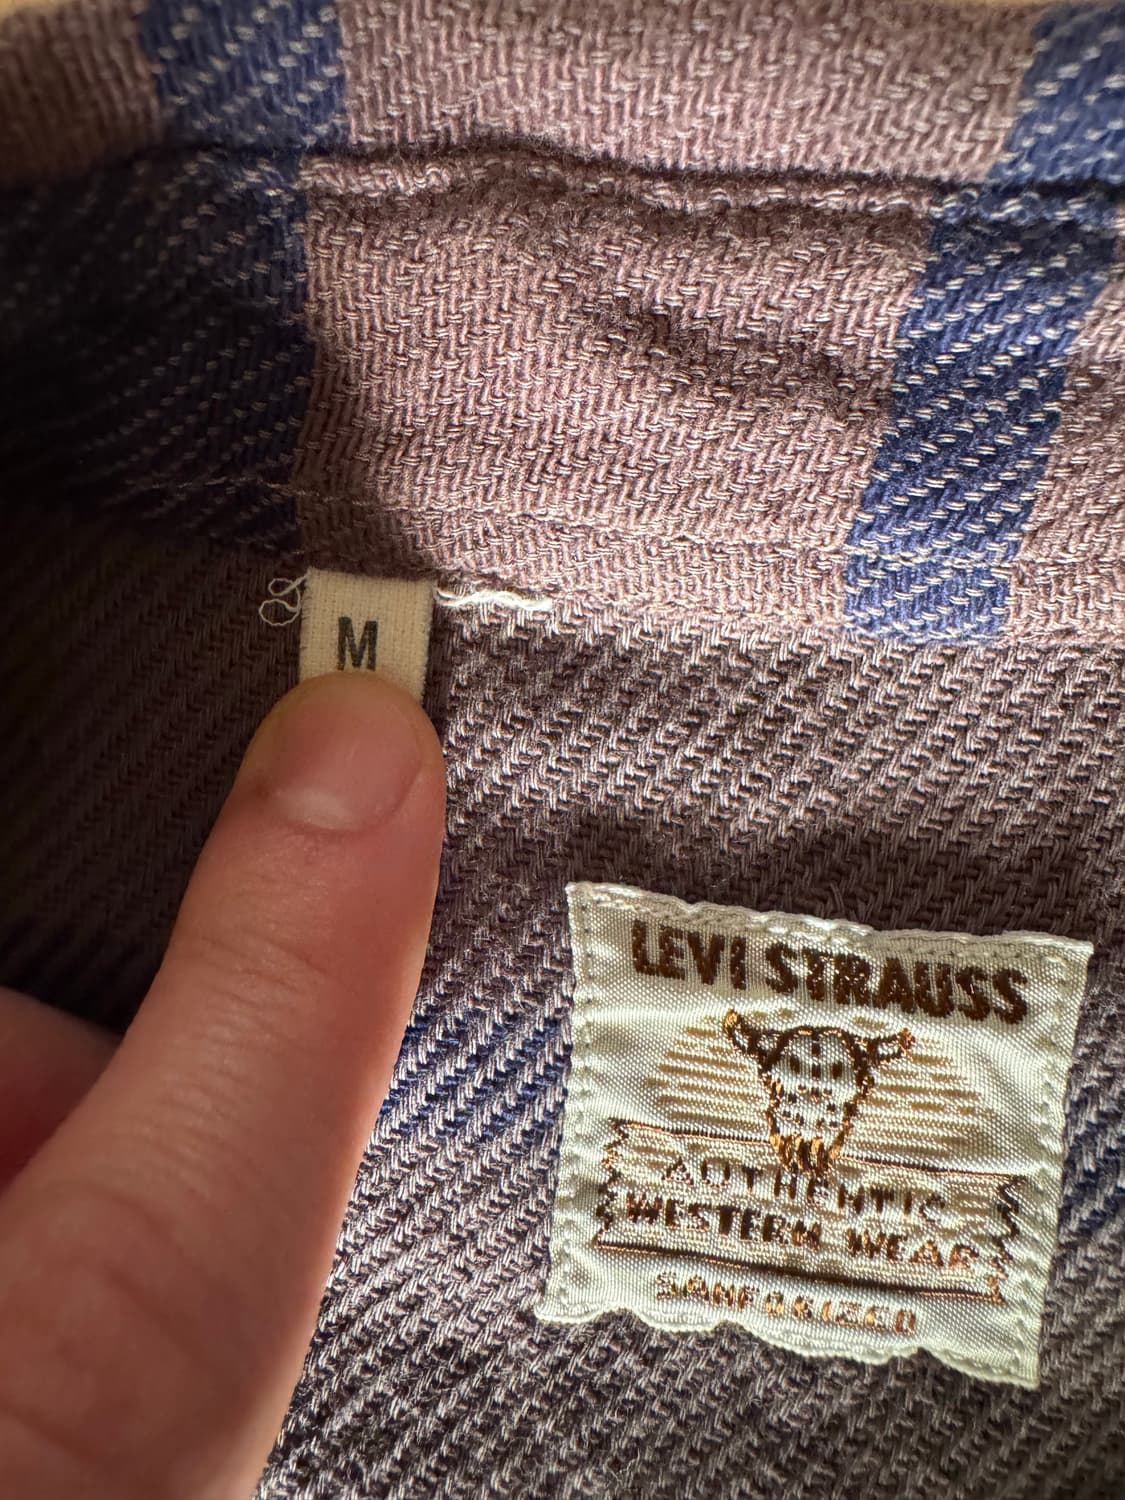 M
LEVI STRAUSS
AUTHENTIC
WESTERN WEAR
SANFORIZED